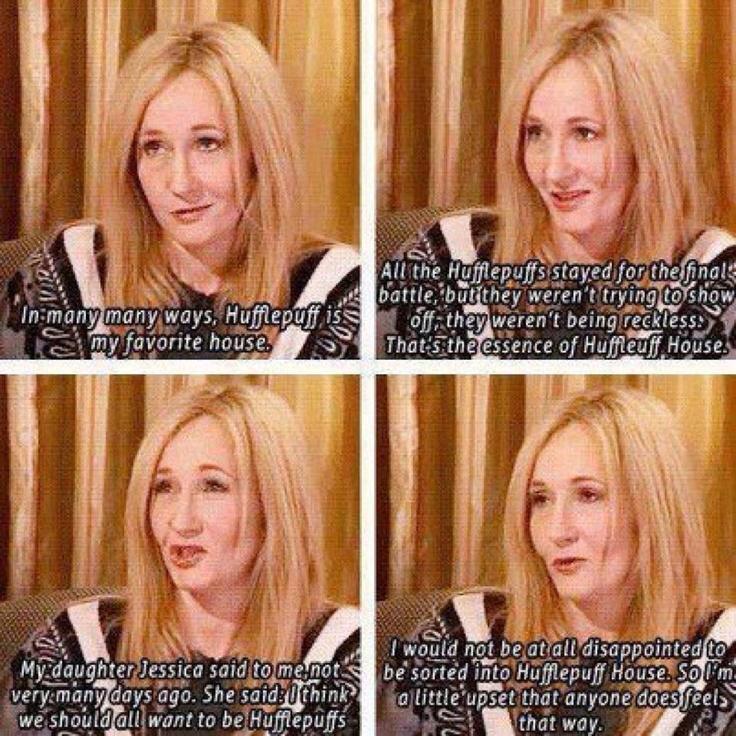 In many many ways, Hufflepuff is
my favorite house.
All the Hufflepuffs stayed for the final
battle, but they weren't trying to show
off, they weren't being reckless.
That's the essence of Huffleuff House.
My daughter Jessica said to me not
very many days ago. She said: I think
we should all want to be Hufflepuffs
I would not be at all disappointed to
be sorted into Hufflepuff House. So I'm
a little upset that anyone does feel
that way.